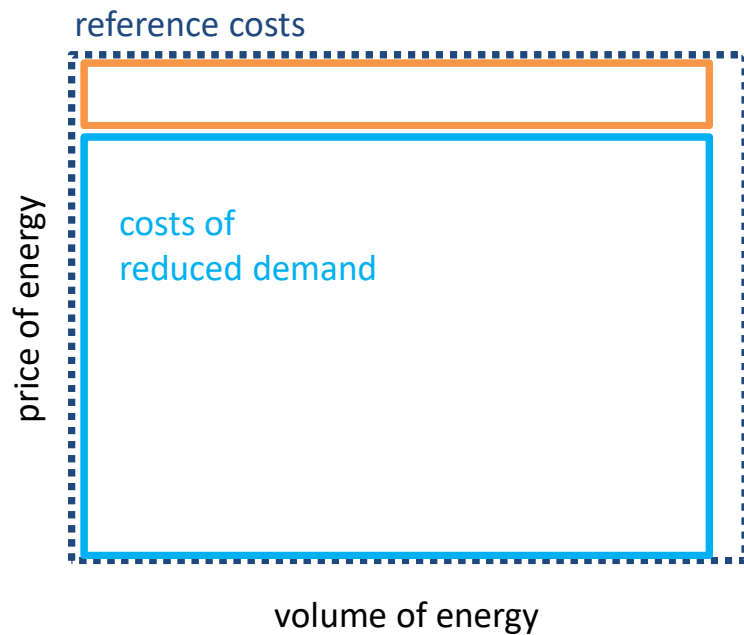 reference costs
costs of
reduced demand
price of energy
volume of energy